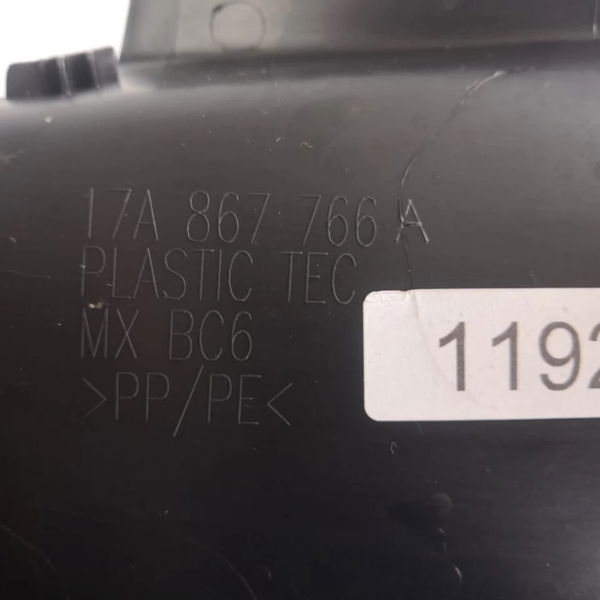 17A 867 766 A
PLASTIC TEC
MX BC6
>PP/PE<
1192